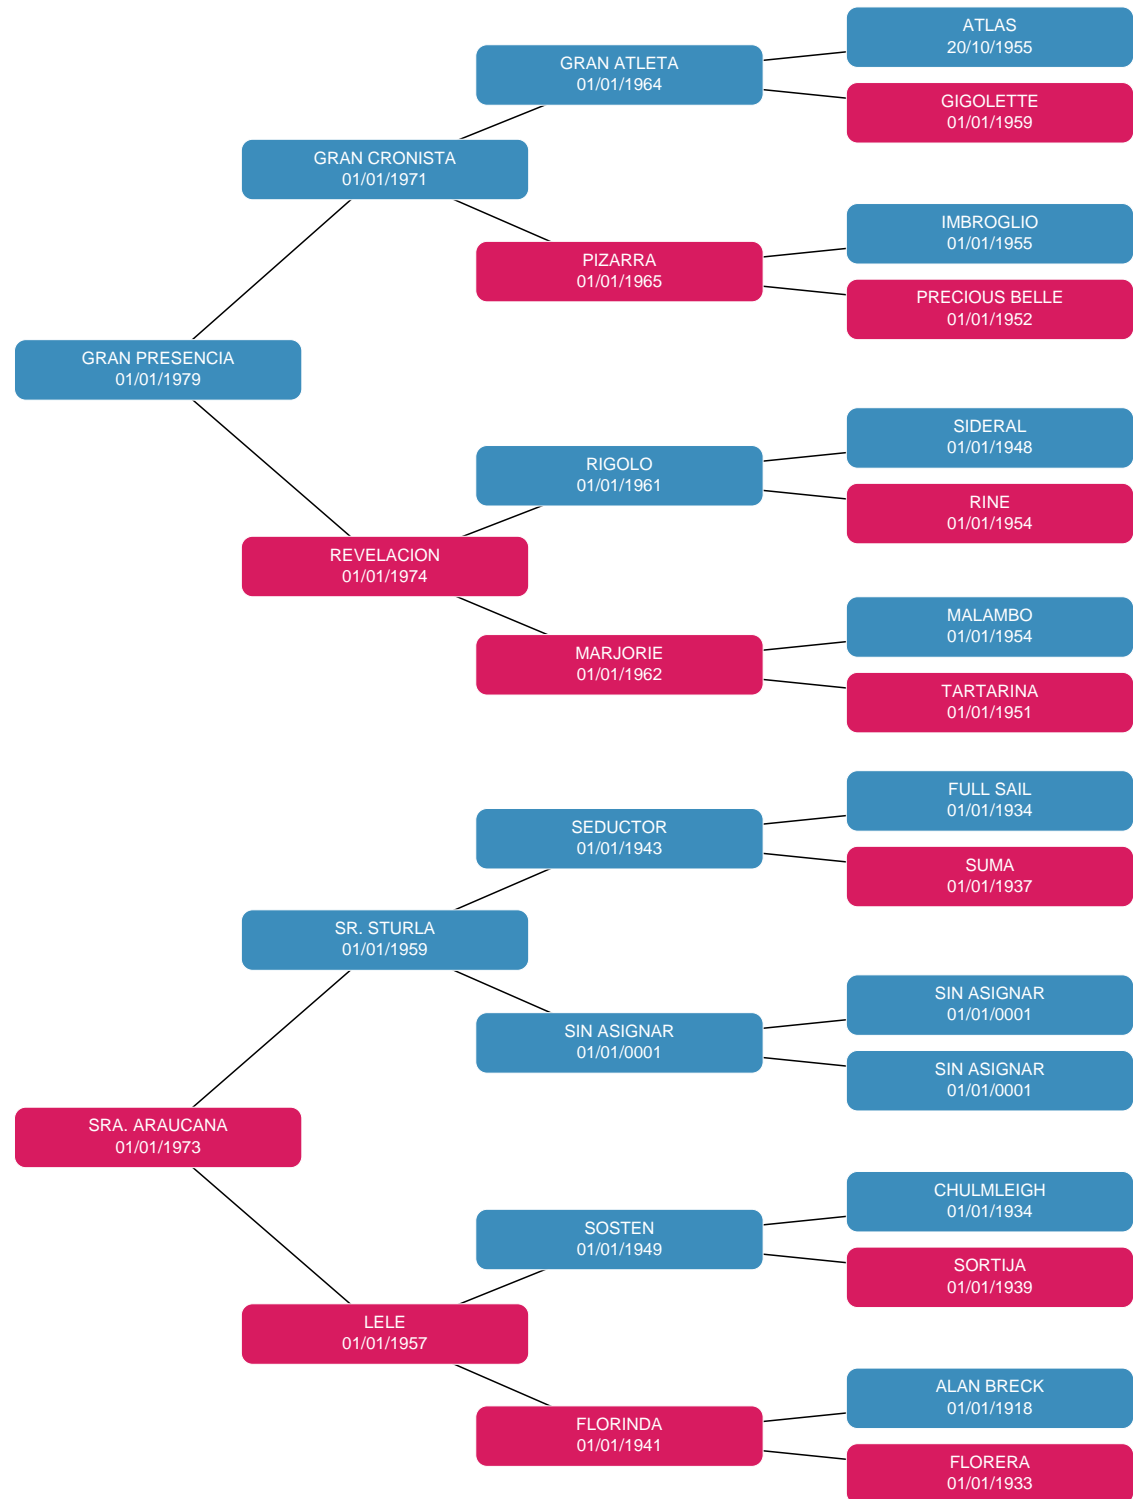 ATLAS
20/10/1955
GRAN ATLETA
01/01/1964
GIGOLETTE
01/01/1959
GRAN CRONISTA
01/01/1971
IMBROGLIO
01/01/1955
PIZARRA
01/01/1965
PRECIOUS BELLE
01/01/1952
GRAN PRESENCIA
01/01/1979
SIDERAL
01/01/1948
RIGOLO
01/01/1961
RINE
01/01/1954
REVELACION
01/01/1974
MALAMBO
01/01/1954
MARJORIE
01/01/1962
TARTARINA
01/01/1951
FULL SAIL
01/01/1934
SEDUCTOR
01/01/1943
SUMA
01/01/1937
SR. STURLA
01/01/1959
SIN ASIGNAR
01/01/0001
SIN ASIGNAR
01/01/0001
SIN ASIGNAR
01/01/0001
SRA. ARAUCANA
01/01/1973
CHULMLEIGH
01/01/1934
SOSTEN
01/01/1949
SORTIJA
01/01/1939
LELE
01/01/1957
ALAN BRECK
01/01/1918
FLORINDA
01/01/1941
FLORERA
01/01/1933